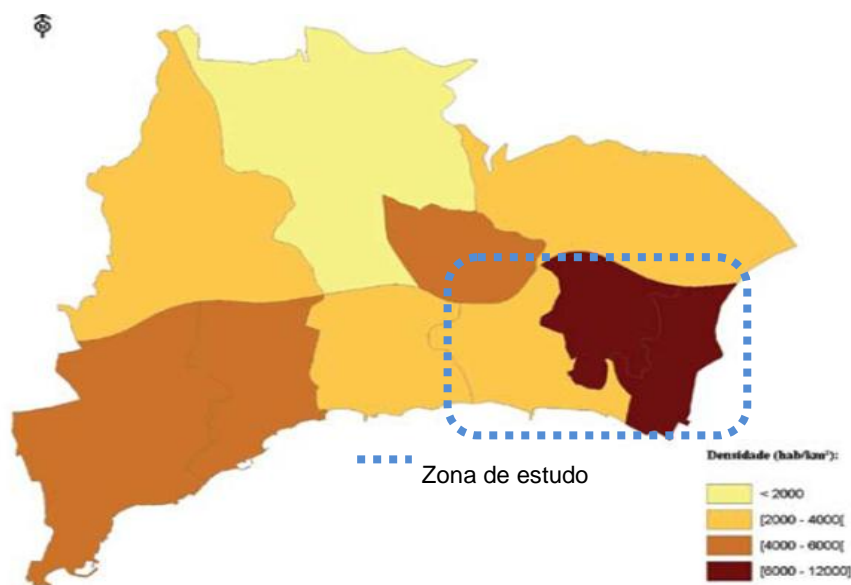 Zona de estudo
Densidade (hab/km²):
< 2000
[2000 - 4000[
[4000 - 6000[
[6000 - 12000]